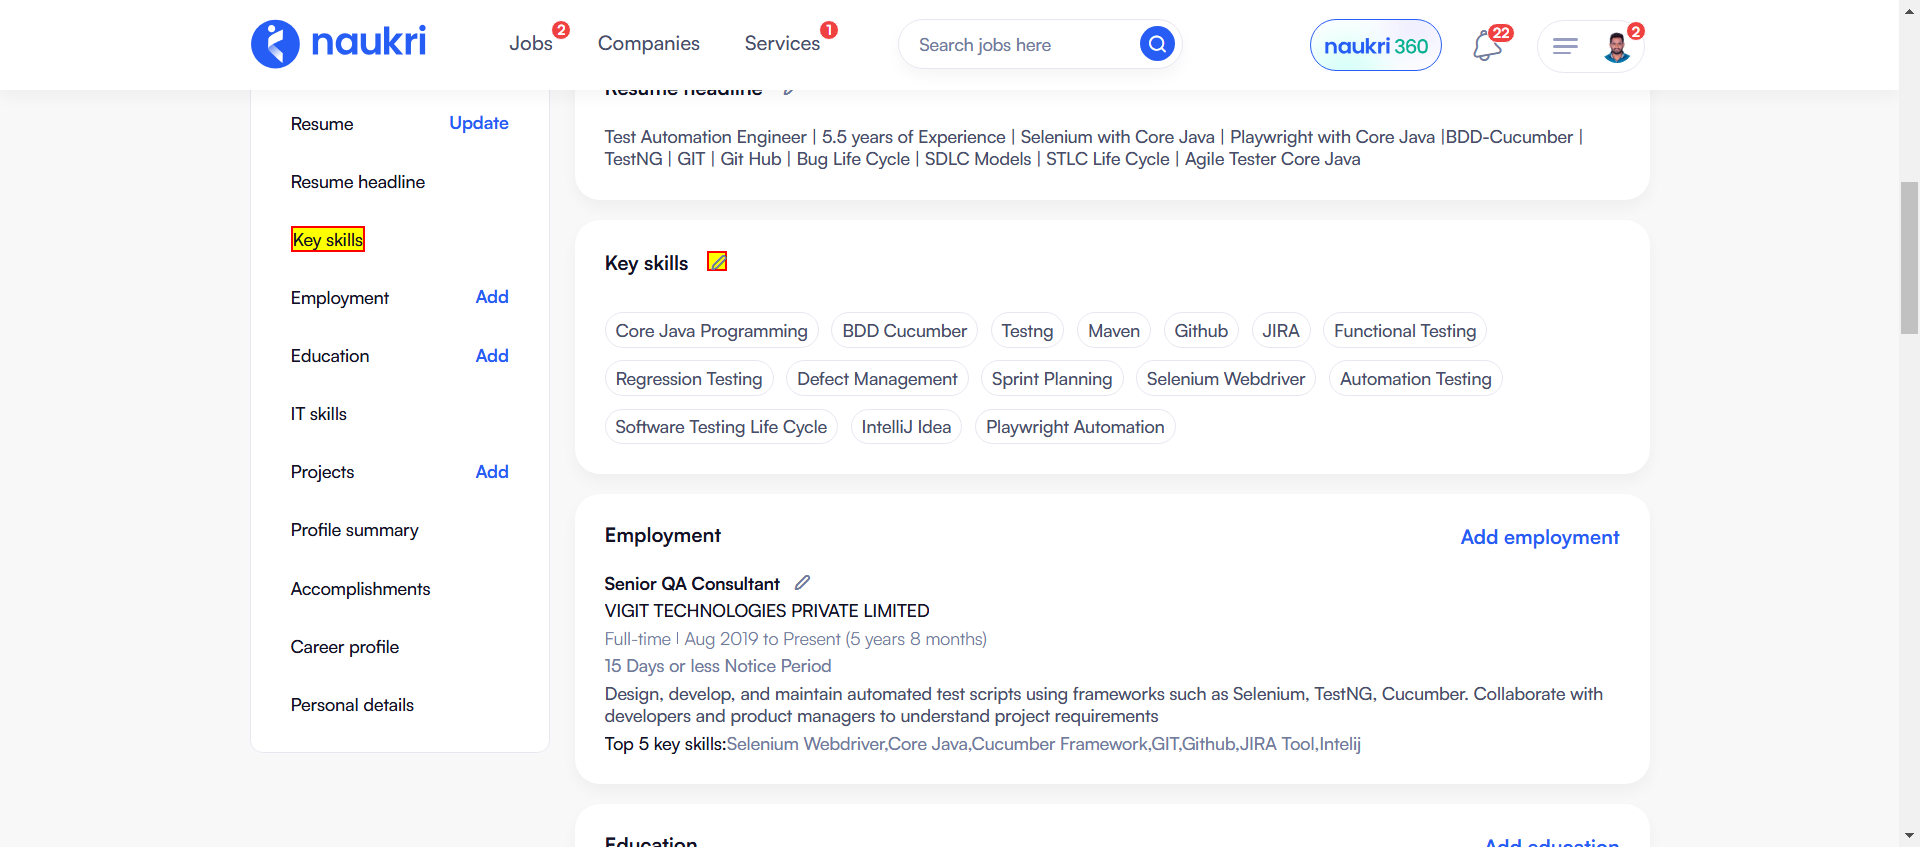 naukri
Jobs 2
Companies
Services 1
Search jobs here
naukri 360
22
2
Resume Update
Resume headline
Key skills
Employment Add
Education Add
IT skills
Projects Add
Profile summary
Accomplishments
Career profile
Personal details
Resume headline
Test Automation Engineer | 5.5 years of Experience | Selenium with Core Java | Playwright with Core Java |BDD-Cucumber |
TestNG | GIT | Git Hub | Bug Life Cycle | SDLC Models | STLC Life Cycle | Agile Tester Core Java
Key skills
Core Java Programming BDD Cucumber Testng Maven Github JIRA Functional Testing
Regression Testing Defect Management Sprint Planning Selenium Webdriver Automation Testing
Software Testing Life Cycle IntelliJ Idea Playwright Automation
Employment Add employment
Senior QA Consultant
VIGIT TECHNOLOGIES PRIVATE LIMITED
Full-time | Aug 2019 to Present (5 years 8 months)
15 Days or less Notice Period
Design, develop, and maintain automated test scripts using frameworks such as Selenium, TestNG, Cucumber. Collaborate with
developers and product managers to understand project requirements
Top 5 key skills:Selenium Webdriver,Core Java,Cucumber Framework,GIT,Github,JIRA Tool,Intelij
Education Add education